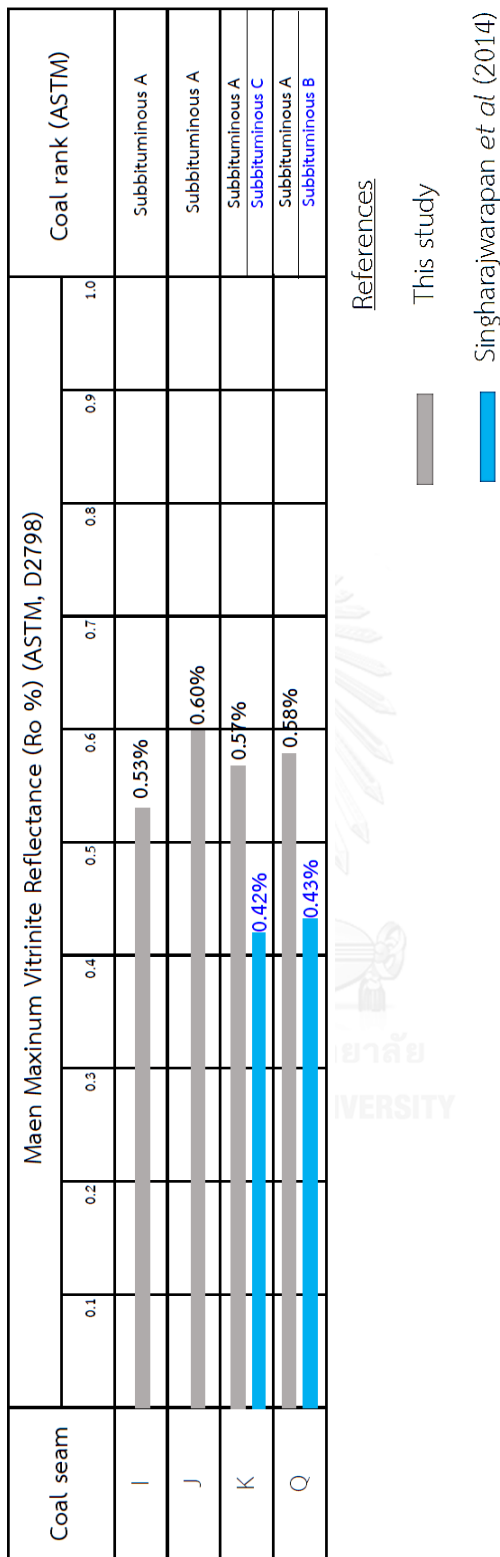 Coal seam
Maen Maxinum Vitrinite Reflectance (Ro %) (ASTM, D2798)
Coal rank (ASTM)
0.1 0.2 0.3 0.4 0.5 0.6 0.7 0.8 0.9 1.0
I 0.53% Subbituminous A
J 0.60% Subbituminous A
K 0.57% Subbituminous A
0.42% Subbituminous C
Q 0.58% Subbituminous A
0.43% Subbituminous B
References
This study
Singharajwarapan et al (2014)